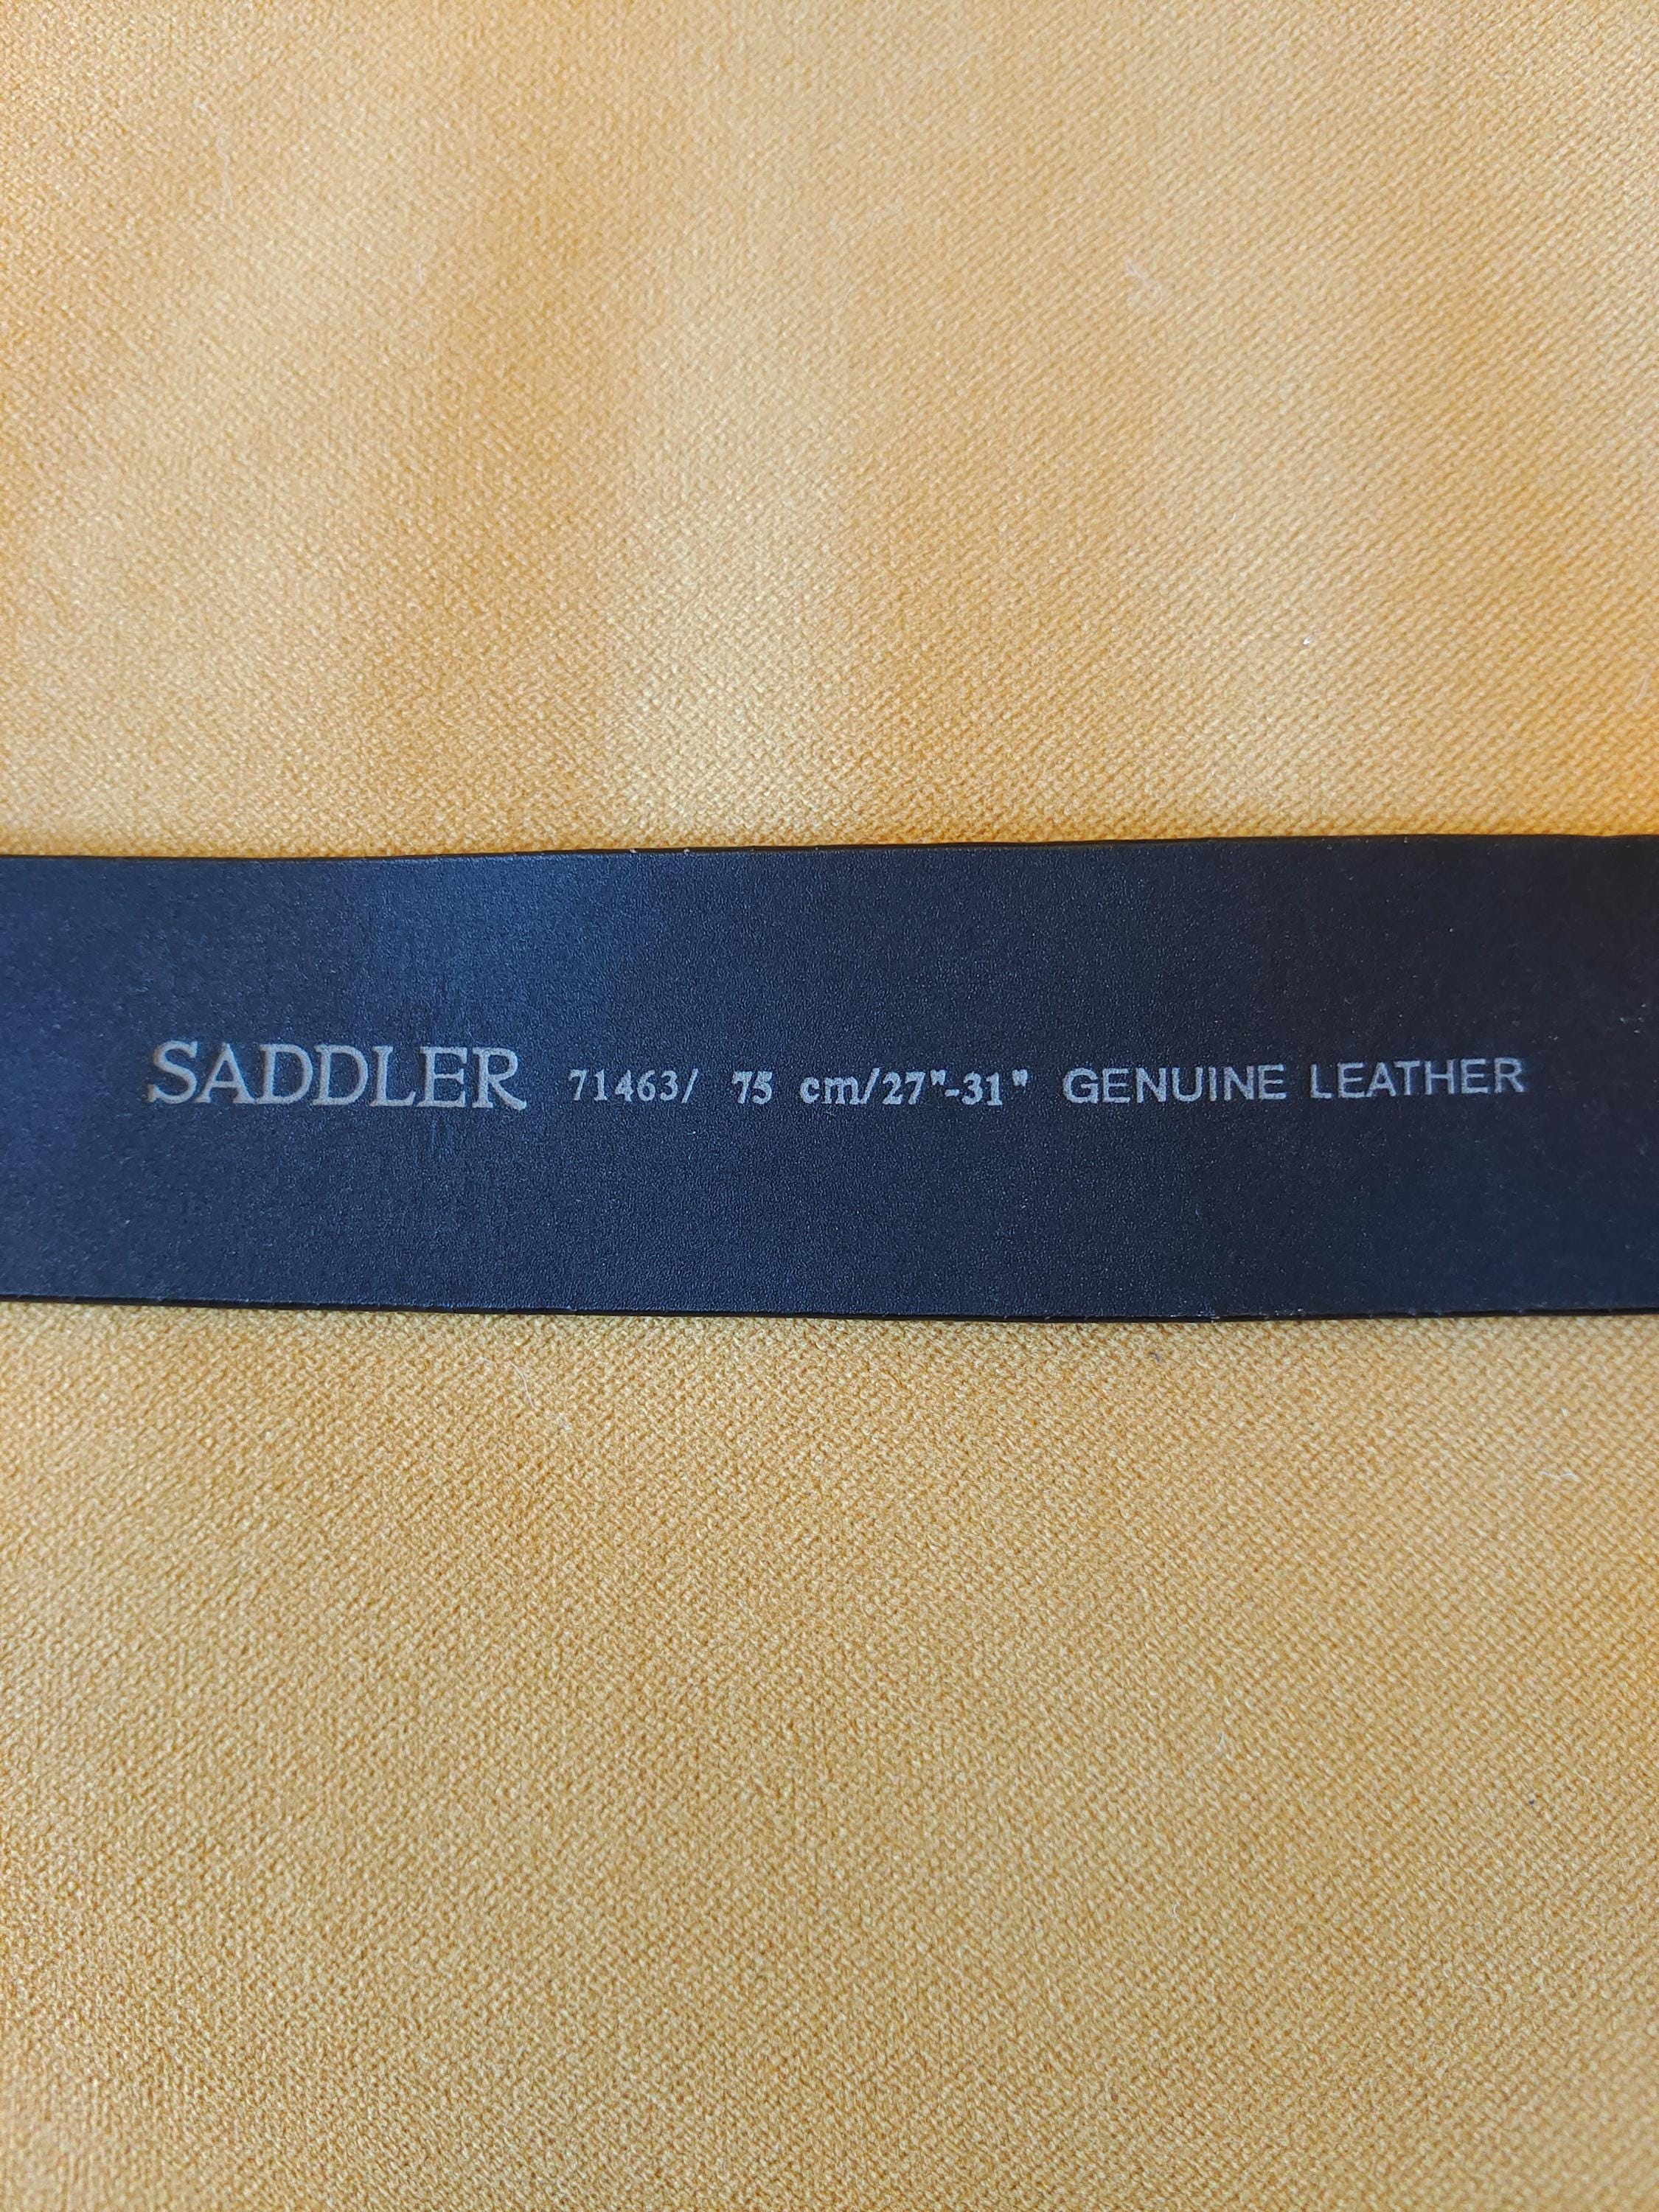 SADDLER 71463/ 75 cm/27"-31" GENUINE LEATHER